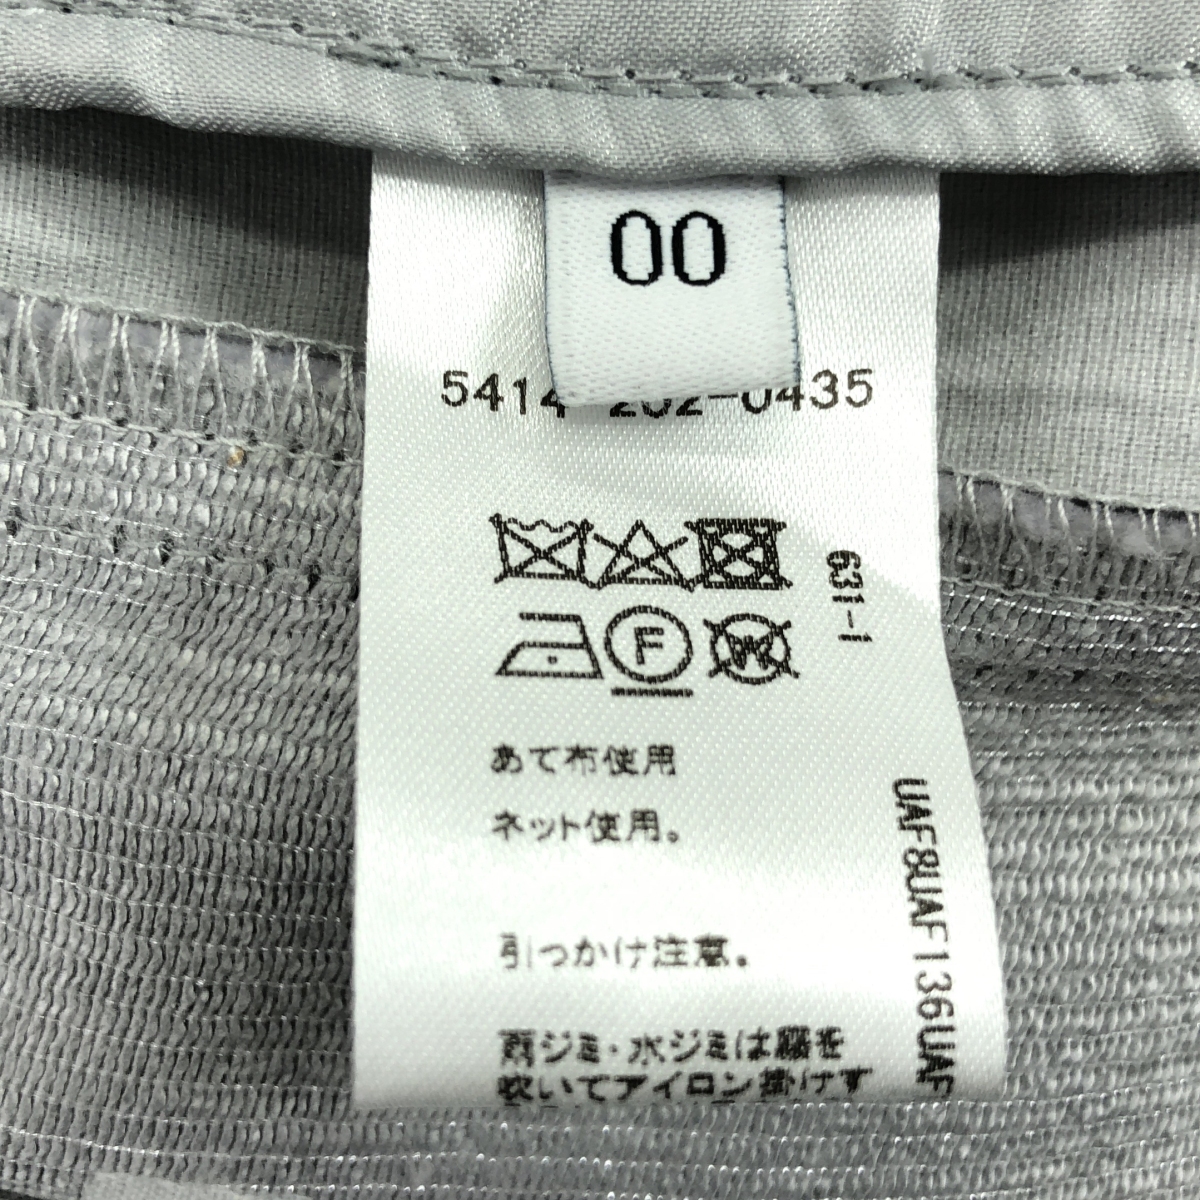 00
5414 202-0435
F
W
631-1
あて布使用
ネット使用。
引っかけ注意。
雨ジミ・水ジミは霧を
吹いてアイロン掛けす
UAF8UAF136UAF